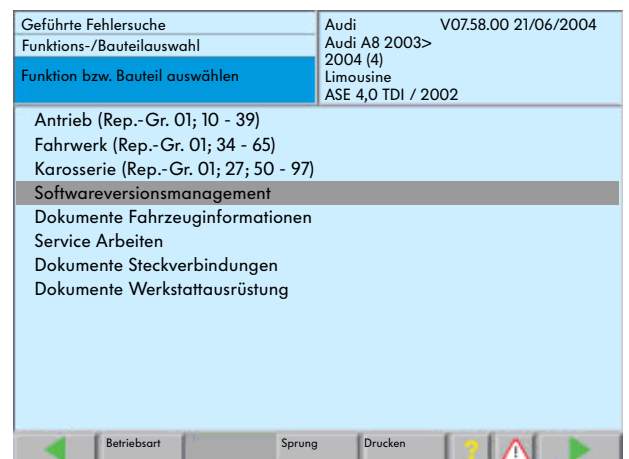 Geführte Fehlersuche
Funktions-/Bauteilauswahl
Funktion bzw. Bauteil auswählen
Audi V07.58.00 21/06/2004
Audi A8 2003>
2004 (4)
Limousine
ASE 4,0 TDI / 2002
Antrieb (Rep.-Gr. 01; 10 - 39)
Fahrwerk (Rep.-Gr. 01; 34 - 65)
Karosserie (Rep.-Gr. 01; 27; 50 - 97)
Softwareversionsmanagement
Dokumente Fahrzeuginformationen
Service Arbeiten
Dokumente Steckverbindungen
Dokumente Werkstattausrüstung
Betriebsart Sprung Drucken ?